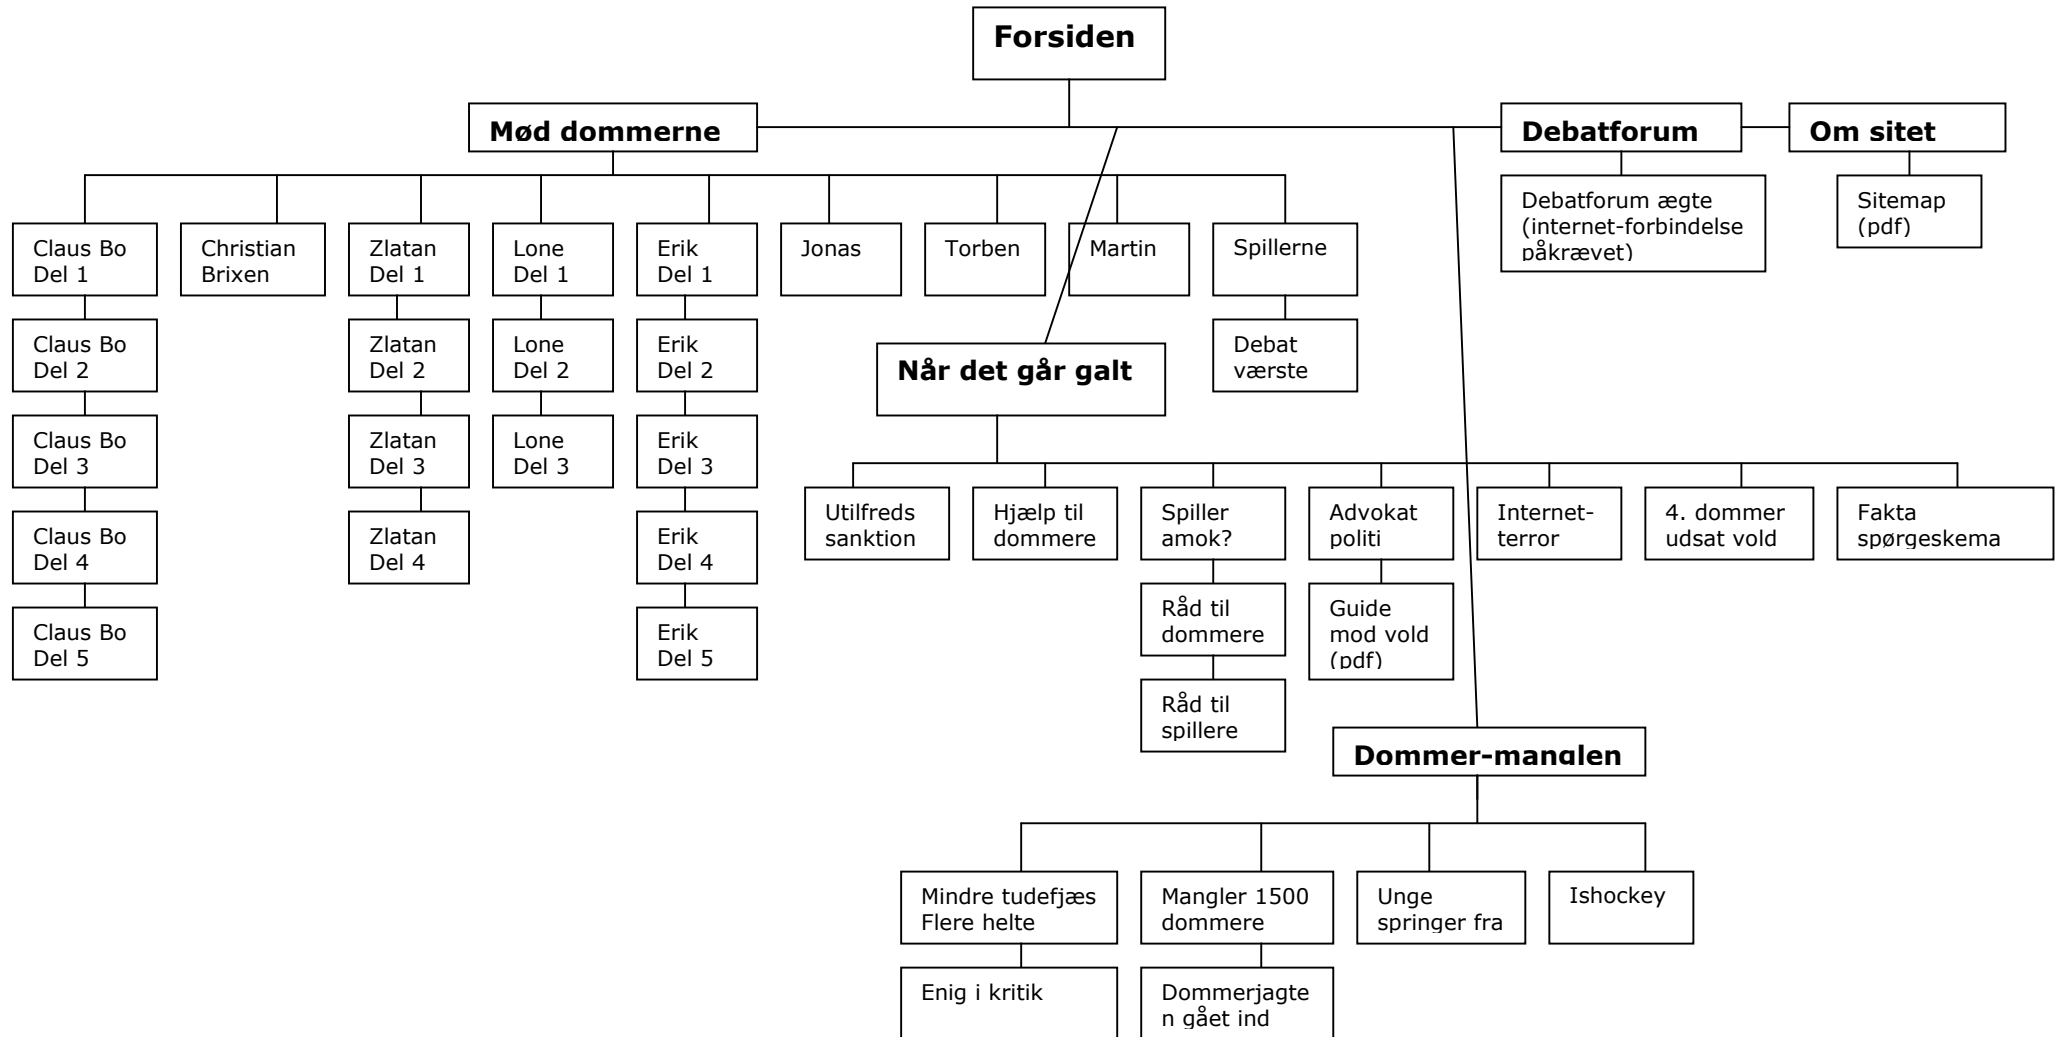 Forsiden
Mød dommerne
Debatforum
Om sitet
Debatforum ægte
(internet-forbindelse
påkrævet)
Sitemap
(pdf)
Claus Bo
Del 1
Christian
Brixen
Zlatan
Del 1
Lone
Del 1
Erik
Del 1
Jonas
Torben
Martin
Spillerne
Claus Bo
Del 2
Zlatan
Del 2
Lone
Del 2
Erik
Del 2
Debat
værste
Når det går galt
Claus Bo
Del 3
Zlatan
Del 3
Lone
Del 3
Erik
Del 3
Claus Bo
Del 4
Zlatan
Del 4
Erik
Del 4
Utilfreds
sanktion
Hjælp til
dommere
Spiller
amok?
Advokat
politi
Internet-
terror
4. dommer
udsat vold
Fakta
spørgeskema
Claus Bo
Del 5
Erik
Del 5
Råd til
dommere
Guide
mod vold
(pdf)
Råd til
spillere
Dommer-manglen
Mindre tudefjæs
Flere helte
Mangler 1500
dommere
Unge
springer fra
Ishockey
Enig i kritik
Dommerjagte
n gået ind